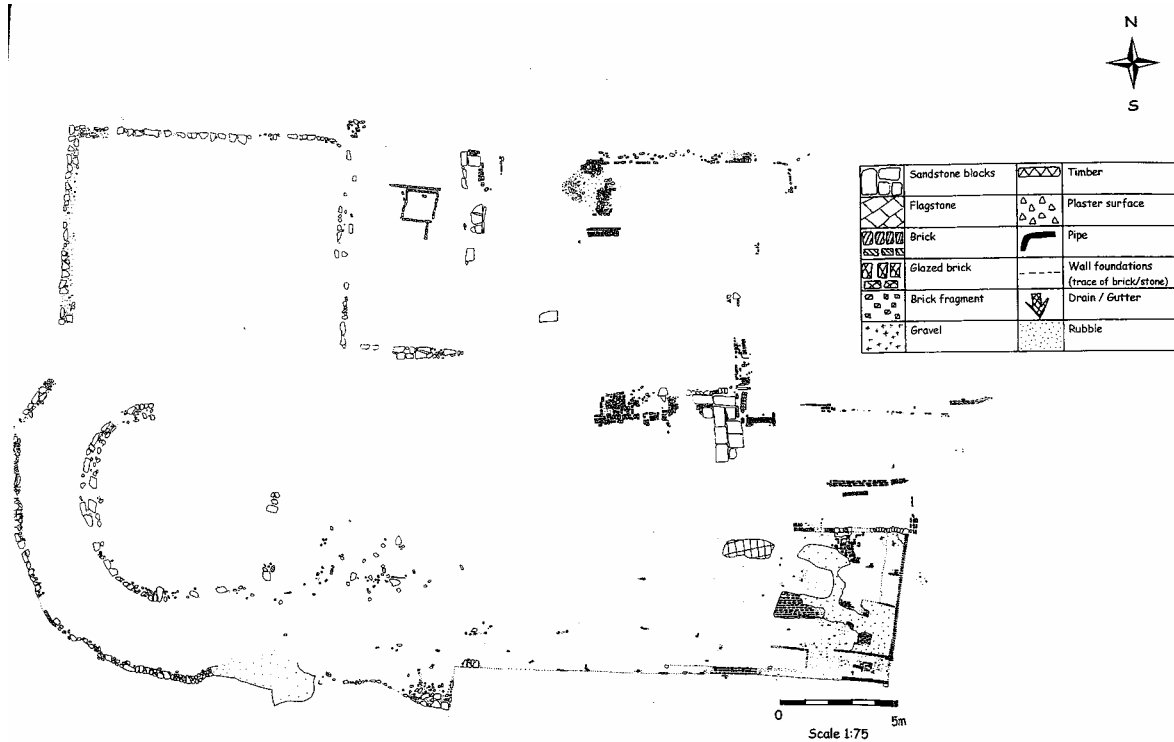 N
S
Sandstone blocks
Timber
Flagstone
Plaster surface
Brick
Pipe
Glazed brick
Wall foundations
(trace of brick/stone)
Brick fragment
Drain / Gutter
Gravel
Rubble
0
5m
Scale 1:75